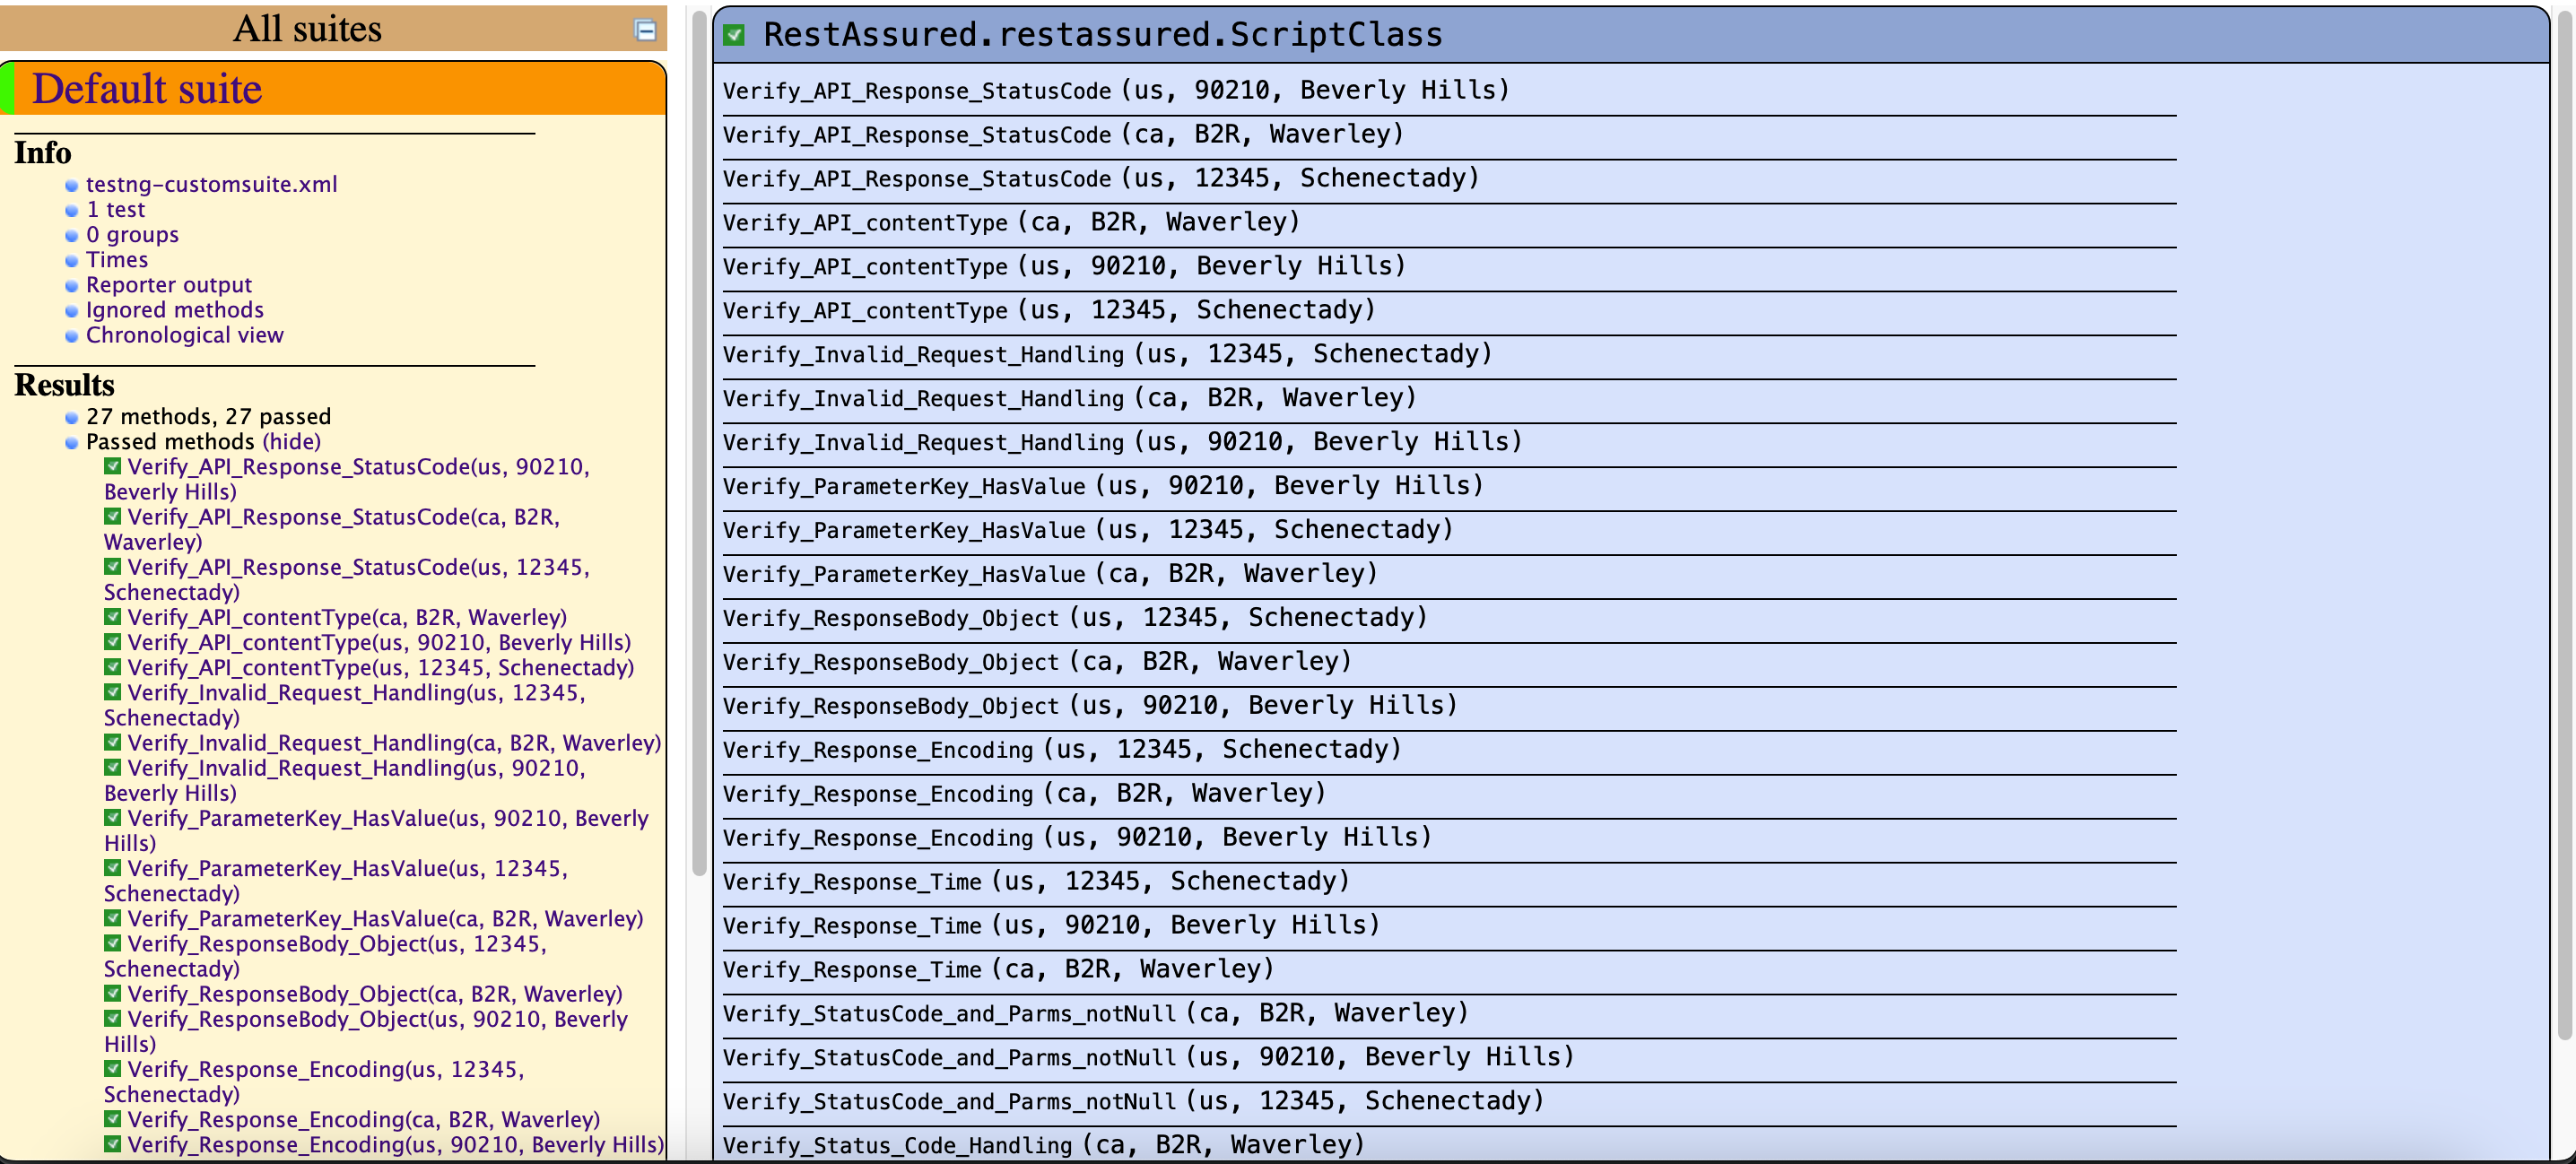 All suites
Default suite
Info
testng-customsuite.xml
1 test
0 groups
Times
Reporter output
Ignored methods
Chronological view
Results
27 methods, 27 passed
Passed methods (hide)
Verify_API_Response_StatusCode(us, 90210,
Beverly Hills)
Verify_API_Response_StatusCode(ca, B2R,
Waverley)
Verify_API_Response_StatusCode(us, 12345,
Schenectady)
Verify_API_contentType(ca, B2R, Waverley)
Verify_API_contentType(us, 90210, Beverly Hills)
Verify_API_contentType(us, 12345, Schenectady)
Verify_Invalid_Request_Handling(us, 12345,
Schenectady)
Verify_Invalid_Request_Handling(ca, B2R, Waverley)
Verify_Invalid_Request_Handling(us, 90210,
Beverly Hills)
Verify_ParameterKey_HasValue(us, 90210, Beverly
Hills)
Verify_ParameterKey_HasValue(us, 12345,
Schenectady)
Verify_ParameterKey_HasValue(ca, B2R, Waverley)
Verify_ResponseBody_Object(us, 12345,
Schenectady)
Verify_ResponseBody_Object(ca, B2R, Waverley)
Verify_ResponseBody_Object(us, 90210, Beverly
Hills)
Verify_Response_Encoding(us, 12345,
Schenectady)
Verify_Response_Encoding(ca, B2R, Waverley)
Verify_Response_Encoding(us, 90210, Beverly Hills)
RestAssured.restassured.ScriptClass
Verify_API_Response_StatusCode (us, 90210, Beverly Hills)
Verify_API_Response_StatusCode (ca, B2R, Waverley)
Verify_API_Response_StatusCode (us, 12345, Schenectady)
Verify_API_contentType (ca, B2R, Waverley)
Verify_API_contentType (us, 90210, Beverly Hills)
Verify_API_contentType (us, 12345, Schenectady)
Verify_Invalid_Request_Handling (us, 12345, Schenectady)
Verify_Invalid_Request_Handling (ca, B2R, Waverley)
Verify_Invalid_Request_Handling (us, 90210, Beverly Hills)
Verify_ParameterKey_HasValue (us, 90210, Beverly Hills)
Verify_ParameterKey_HasValue (us, 12345, Schenectady)
Verify_ParameterKey_HasValue (ca, B2R, Waverley)
Verify_ResponseBody_Object (us, 12345, Schenectady)
Verify_ResponseBody_Object (ca, B2R, Waverley)
Verify_ResponseBody_Object (us, 90210, Beverly Hills)
Verify_Response_Encoding (us, 12345, Schenectady)
Verify_Response_Encoding (ca, B2R, Waverley)
Verify_Response_Encoding (us, 90210, Beverly Hills)
Verify_Response_Time (us, 12345, Schenectady)
Verify_Response_Time (us, 90210, Beverly Hills)
Verify_Response_Time (ca, B2R, Waverley)
Verify_StatusCode_and_Parms_notNull (ca, B2R, Waverley)
Verify_StatusCode_and_Parms_notNull (us, 90210, Beverly Hills)
Verify_StatusCode_and_Parms_notNull (us, 12345, Schenectady)
Verify_Status_Code_Handling (ca, B2R, Waverley)